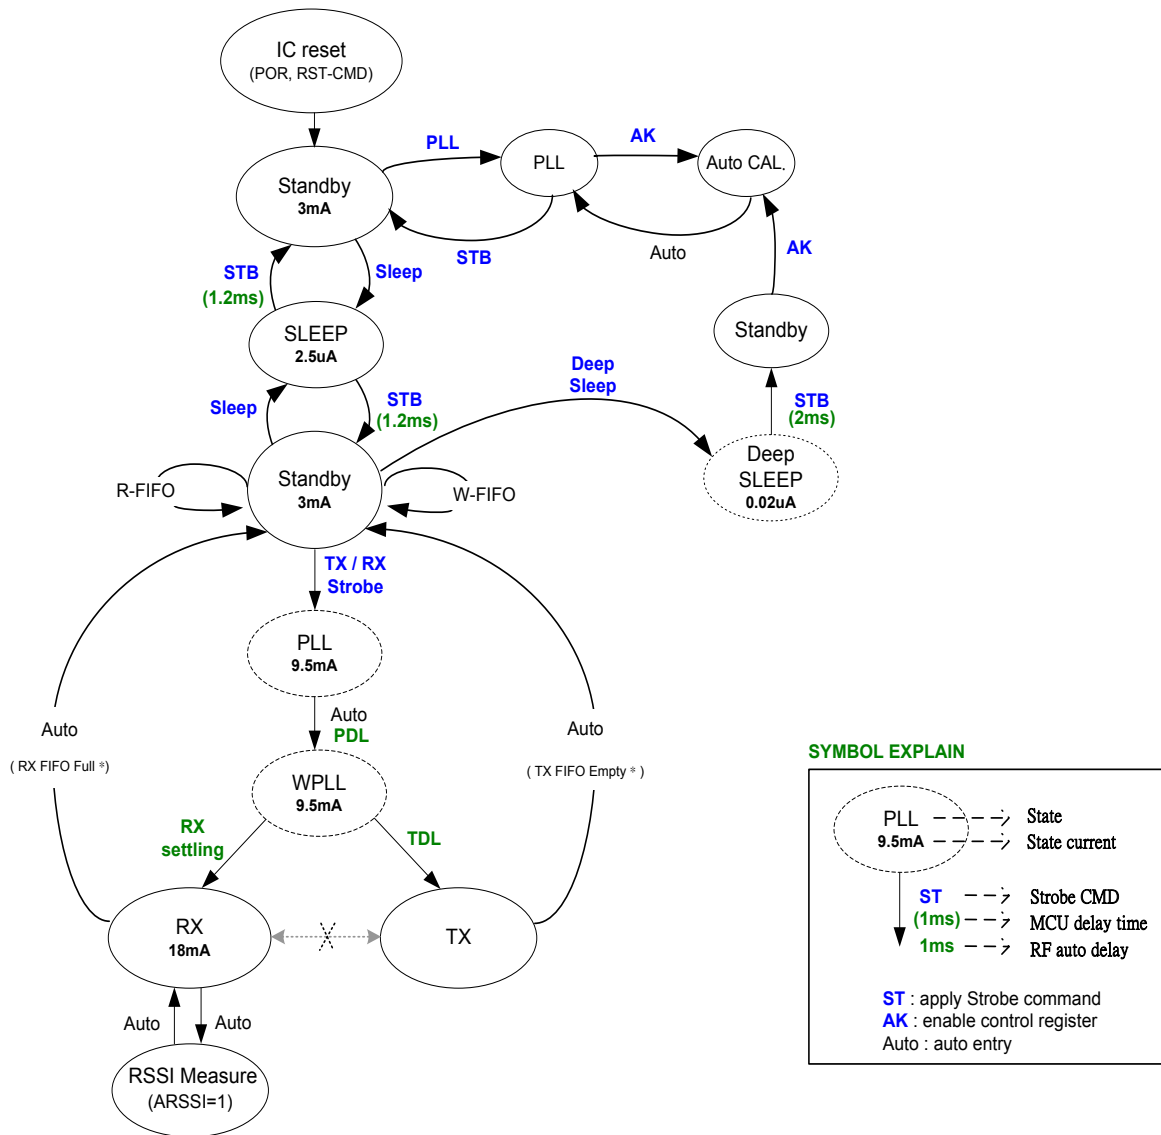 IC reset
(POR, RST-CMD)
PLL
AK
Standby
3mA
PLL
Auto CAL.
STB
Auto
AK
STB
(1.2ms)
Sleep
SLEEP
2.5uA
Standby
Deep
Sleep
Sleep
STB
(1.2ms)
STB
(2ms)
Deep
SLEEP
0.02uA
R-FIFO
Standby
3mA
W-FIFO
TX / RX
Strobe
PLL
9.5mA
Auto
( RX FIFO Full *)
Auto
PDL
Auto
( TX FIFO Empty * )
WPLL
9.5mA
RX
settling
TDL
RX
18mA
TX
Auto
Auto
RSSI Measure
(ARSSI=1)
SYMBOL EXPLAIN
PLL
9.5mA
State
State current
ST
Strobe CMD
(1ms)
MCU delay time
1ms
RF auto delay
ST : apply Strobe command
AK : enable control register
Auto : auto entry